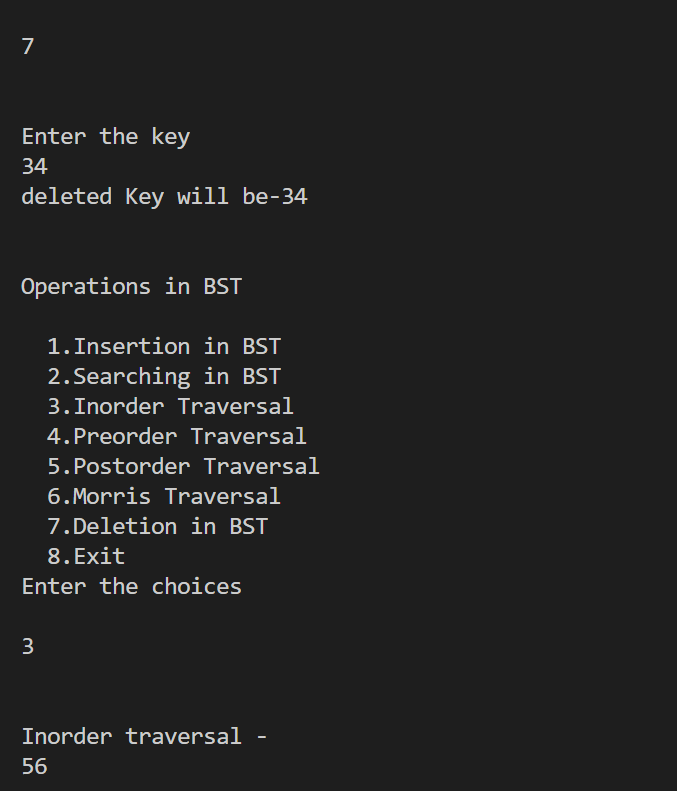 7
Enter the key
34
deleted Key will be-34
Operations in BST
1.Insertion in BST
2.Searching in BST
3.Inorder Traversal
4.Preorder Traversal
5.Postorder Traversal
6.Morris Traversal
7.Deletion in BST
8.Exit
Enter the choices
3
Inorder traversal -
56